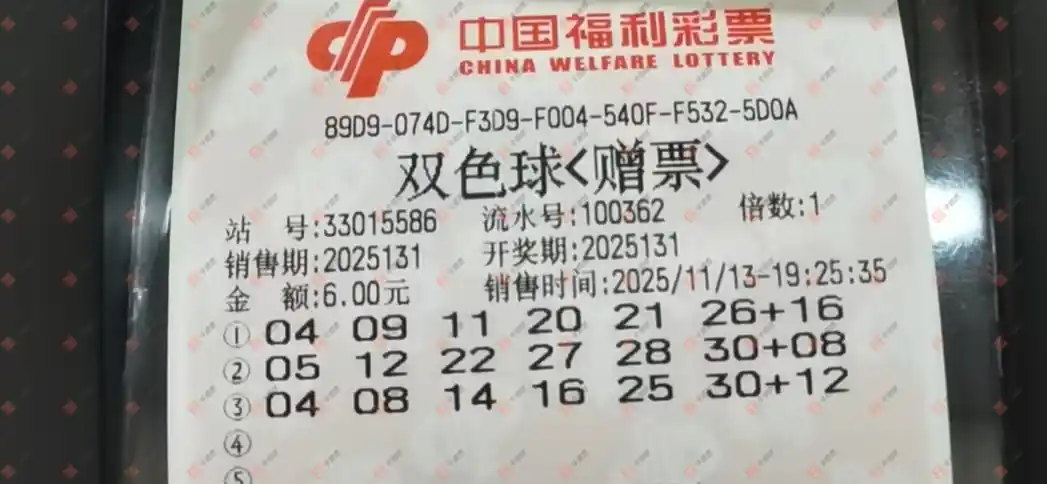 中国福利彩票
CHINA WELFARE LOTTERY
89D9-074D-F3D9-F004-540F-F532-5D0A
双色球<赠票>
站 号:33015586 流水号:100362 倍数:1
销售期:2025131 开奖期:2025131
金 额:6.00元 销售时间:2025/11/13-19:25:35
① 04 09 11 20 21 26+16
② 05 12 22 27 28 30+08
③ 04 08 14 16 25 30+12
④
⑤